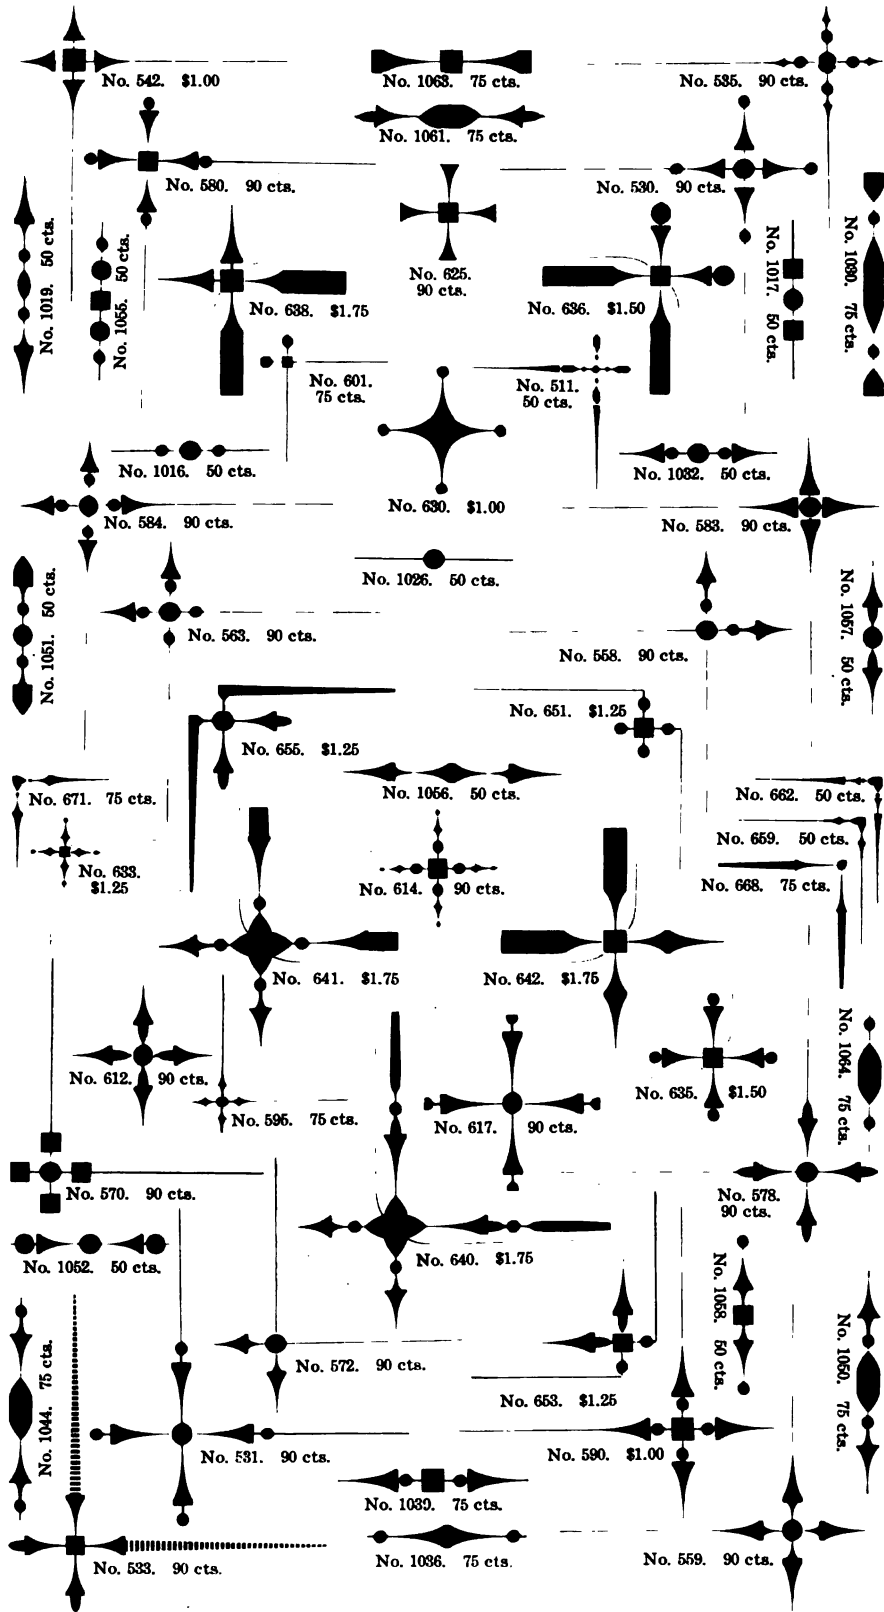 No. 542. $1.00
No. 1063. 75 cts.
No. 535. 90 cts.
No. 1061. 75 cts.
No. 580. 90 cts.
No. 530. 90 cts.
No. 1019. 50 cts.
No. 1055. 50 cts.
No. 638. $1.75
No. 625.
90 cts.
No. 636. $1.50
No. 1017. 50 cts.
No. 1080. 75 cts.
No. 601.
75 cts.
No. 511.
50 cts.
No. 1016. 50 cts.
No. 630. $1.00
No. 1032. 50 cts.
No. 584. 90 cts.
No. 583. 90 cts.
No. 1026. 50 cts.
No. 1051. 50 cts.
No. 563. 90 cts.
No. 558. 90 cts.
No. 1057. 50 cts.
No. 655. $1.25
No. 651. $1.25
No. 671. 75 cts.
No. 1056. 50 cts.
No. 662. 50 cts.
No. 659. 50 cts.
No. 633.
$1.25
No. 614. 90 cts.
No. 668. 75 cts.
No. 641. $1.75
No. 642. $1.75
No. 612. 90 cts.
No. 595. 75 cts.
No. 617. 90 cts.
No. 635. $1.50
No. 1064. 75 cts.
No. 570. 90 cts.
No. 578.
90 cts.
No. 1052. 50 cts.
No. 640. $1.75
No. 1058. 50 cts.
No. 1044. 75 cts.
No. 572. 90 cts.
No. 653. $1.25
No. 1050. 75 cts.
No. 531. 90 cts.
No. 590. $1.00
No. 1039. 75 cts.
No. 533. 90 cts.
No. 1036. 75 cts.
No. 559. 90 cts.